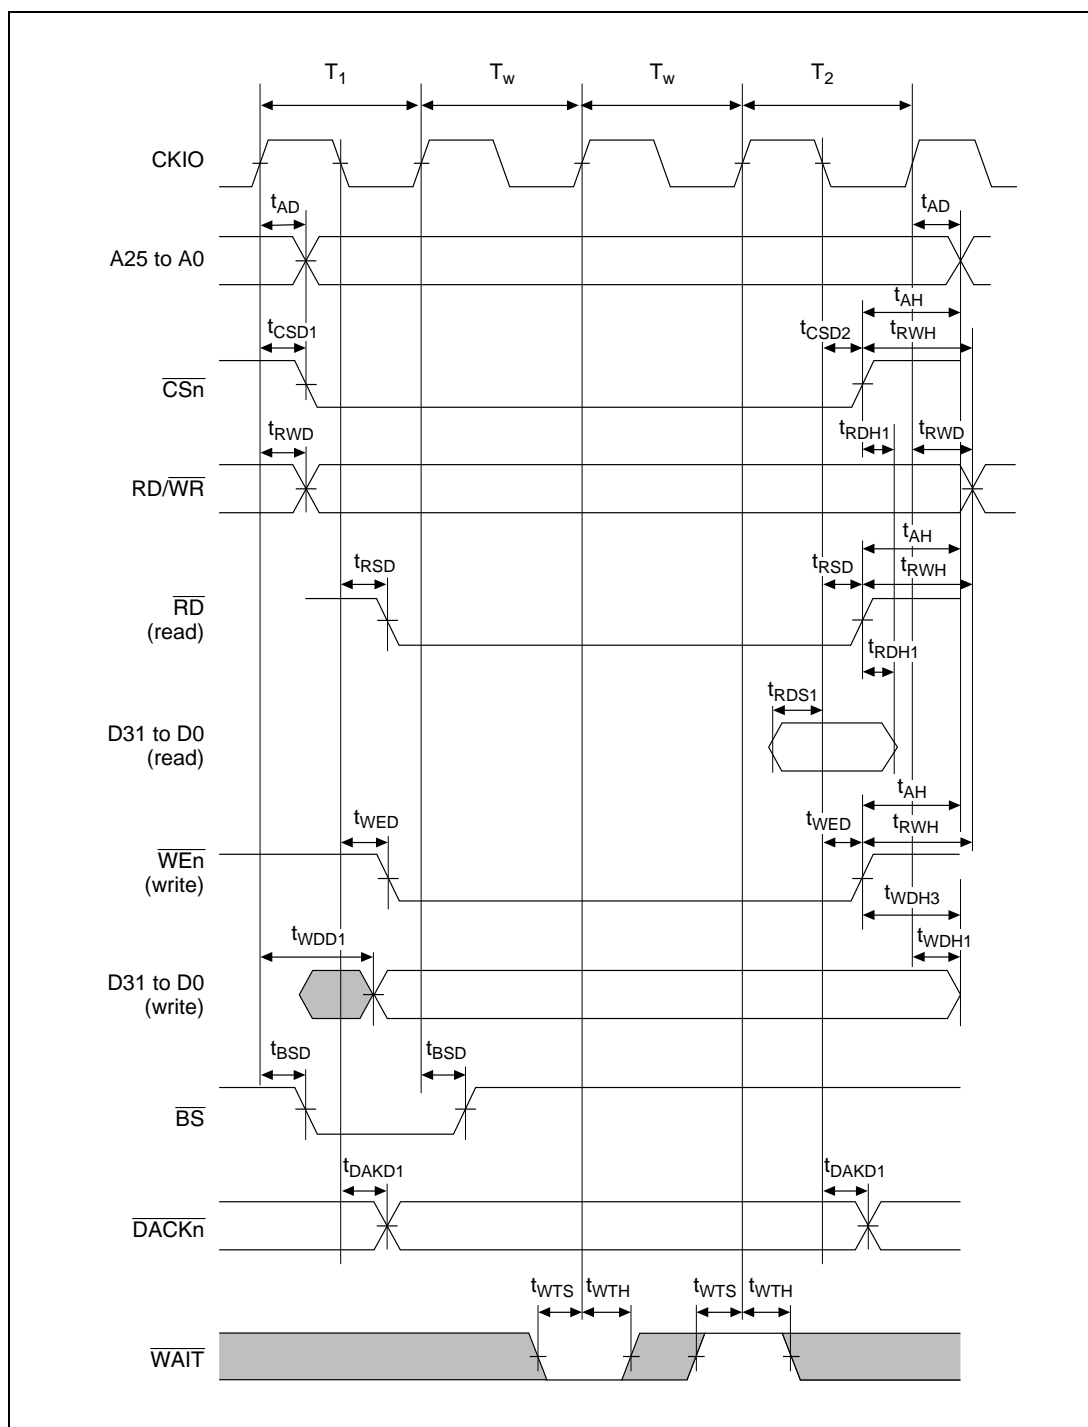 T1 Tw Tw T2
CKIO
tAD tAD
A25 to A0
tAH
tCSD1 tCSD2 tRWH
CSn
tRWD tRDH1 tRWD
RD/WR
tAH
tRSD tRSD tRWH
RD
(read)
tRDH1
tRDS1
D31 to D0
(read)
tAH
tWED tWED tRWH
WEn
(write)
tWDH3
tWDD1 tWDH1
D31 to D0
(write)
tBSD tBSD
BS
tDAKD1 tDAKD1
DACKn
tWTS tWTH tWTS tWTH
WAIT